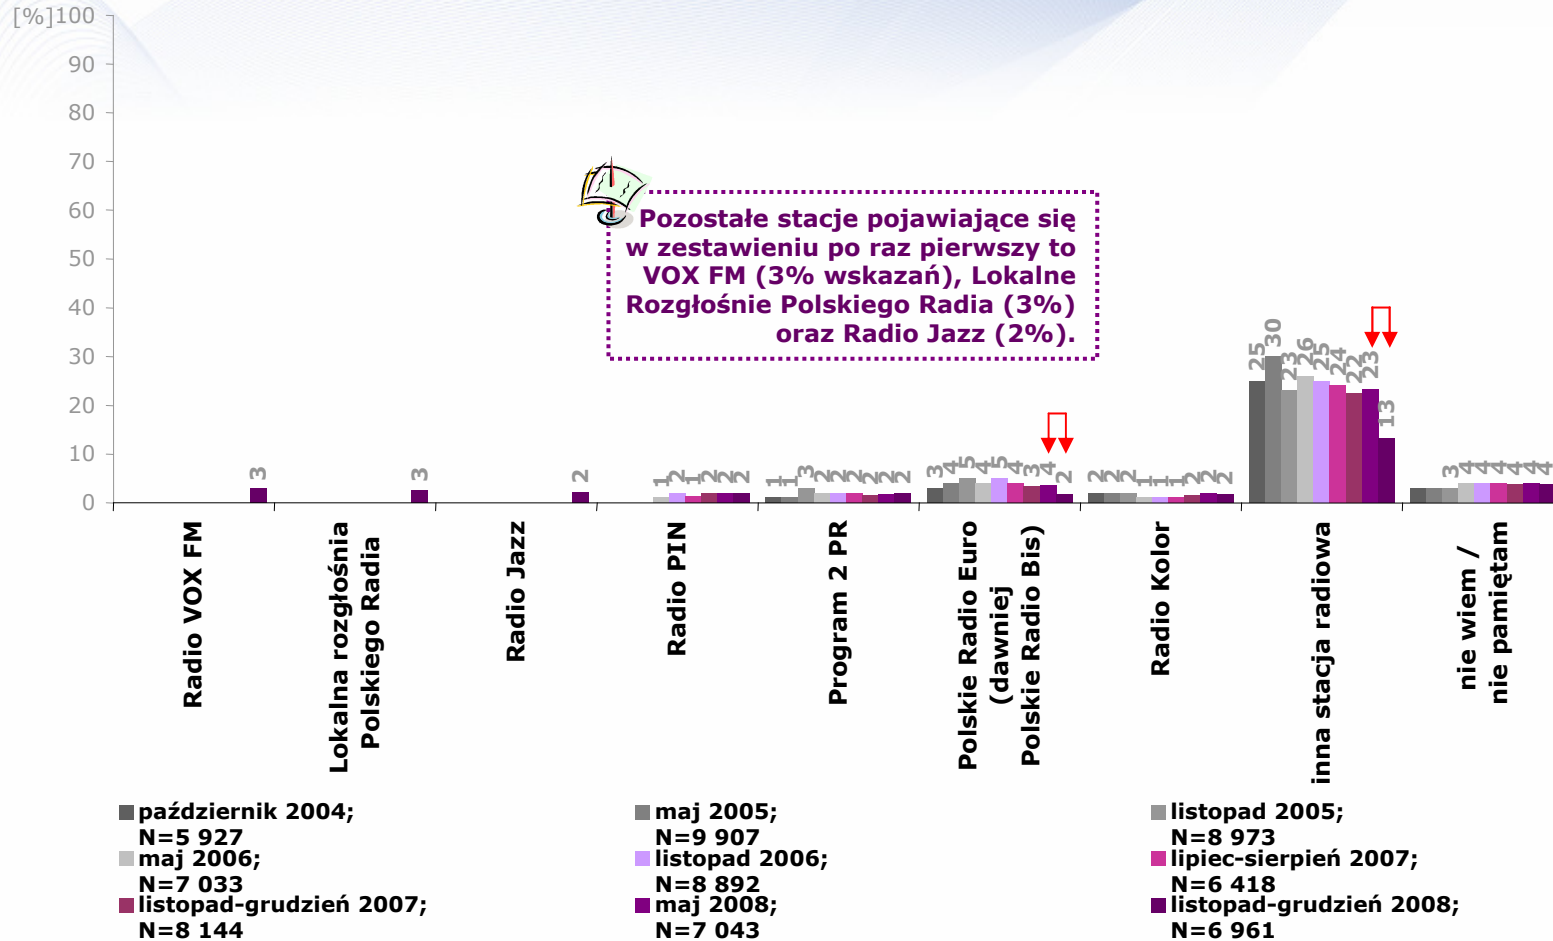 [%]100
90
80
70
60
50
40
30
20
10
0
Pozostałe stacje pojawiające się
w zestawieniu po raz pierwszy to
VOX FM (3% wskazań), Lokalne
Rozgłośnie Polskiego Radia (3%)
oraz Radio Jazz (2%).
3
3
2
1 2 1 2 2 2
1 1 3 2 2 2 2 2 2
3 4 5 4 5 4 3 4 2
2 2 2 1 1 1 2 2 2
25 30 23 26 25 24 22 23 13
3 4 4 4 4 4 4
Radio VOX FM
Lokalna rozgłośnia
Polskiego Radia
Radio Jazz
Radio PIN
Program 2 PR
Polskie Radio Euro
(dawniej
Polskie Radio Bis)
Radio Kolor
inna stacja radiowa
nie wiem /
nie pamiętam
październik 2004;
N=5 927
maj 2005;
N=9 907
listopad 2005;
N=8 973
maj 2006;
N=7 033
listopad 2006;
N=8 892
lipiec-sierpień 2007;
N=6 418
listopad-grudzień 2007;
N=8 144
maj 2008;
N=7 043
listopad-grudzień 2008;
N=6 961